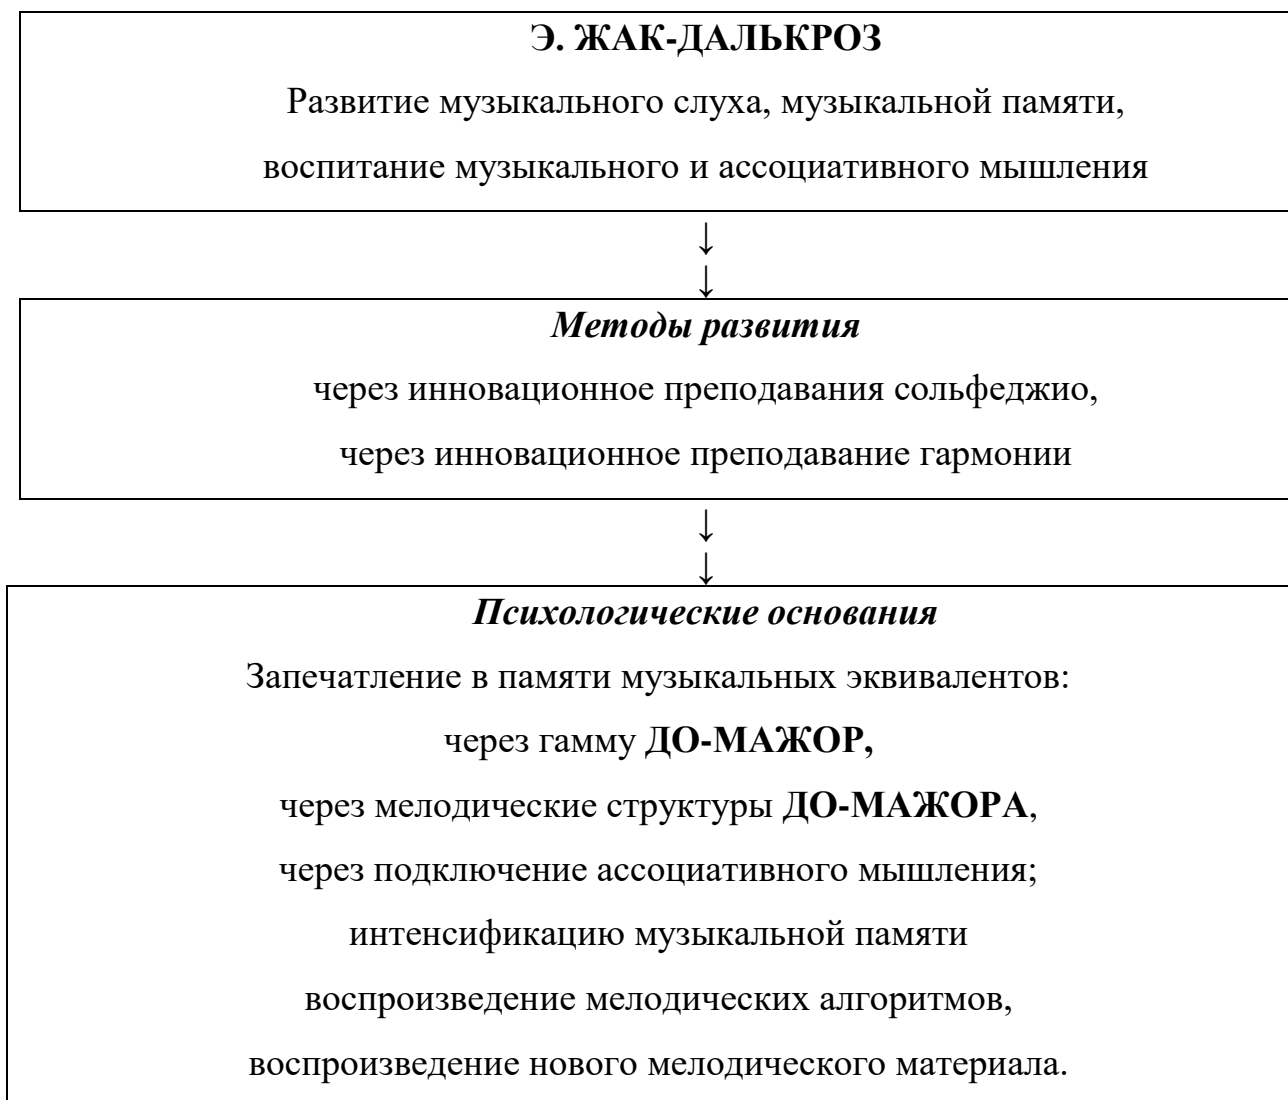 Э. ЖАК-ДАЛЬКРОЗ
Развитие музыкального слуха, музыкальной памяти,
воспитание музыкального и ассоциативного мышления
↓
↓
Методы развития
через инновационное преподавания сольфеджио,
через инновационное преподавание гармонии
↓
↓
Психологические основания
Запечатление в памяти музыкальных эквивалентов:
через гамму ДО-МАЖОР,
через мелодические структуры ДО-МАЖОРА,
через подключение ассоциативного мышления;
интенсификацию музыкальной памяти
воспроизведение мелодических алгоритмов,
воспроизведение нового мелодического материала.